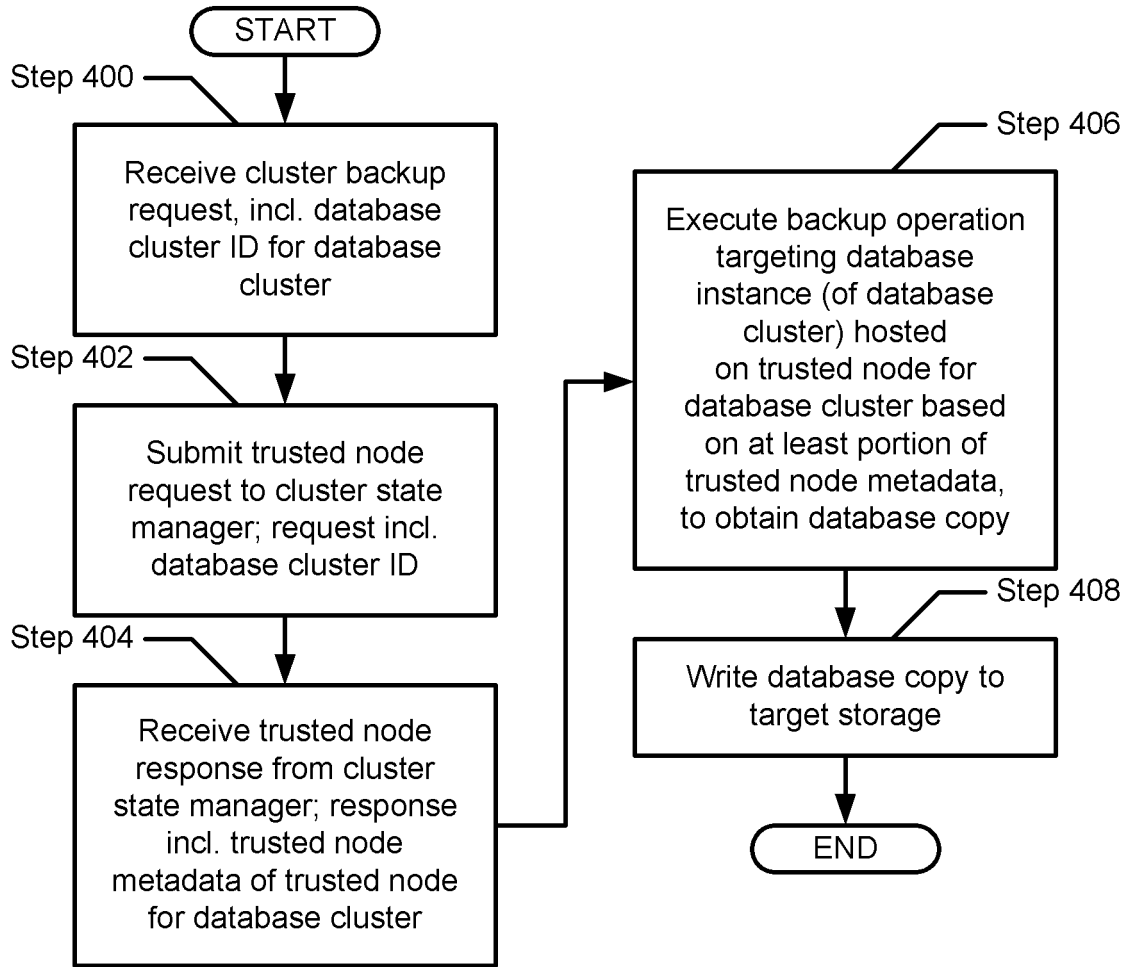 START
Step 400
Receive cluster backup
request, incl. database
cluster ID for database
cluster
Step 402
Submit trusted node
request to cluster state
manager; request incl.
database cluster ID
Step 404
Receive trusted node
response from cluster
state manager; response
incl. trusted node
metadata of trusted node
for database cluster
Step 406
Execute backup operation
targeting database
instance (of database
cluster) hosted
on trusted node for
database cluster based
on at least portion of
trusted node metadata,
to obtain database copy
Step 408
Write database copy to
target storage
END